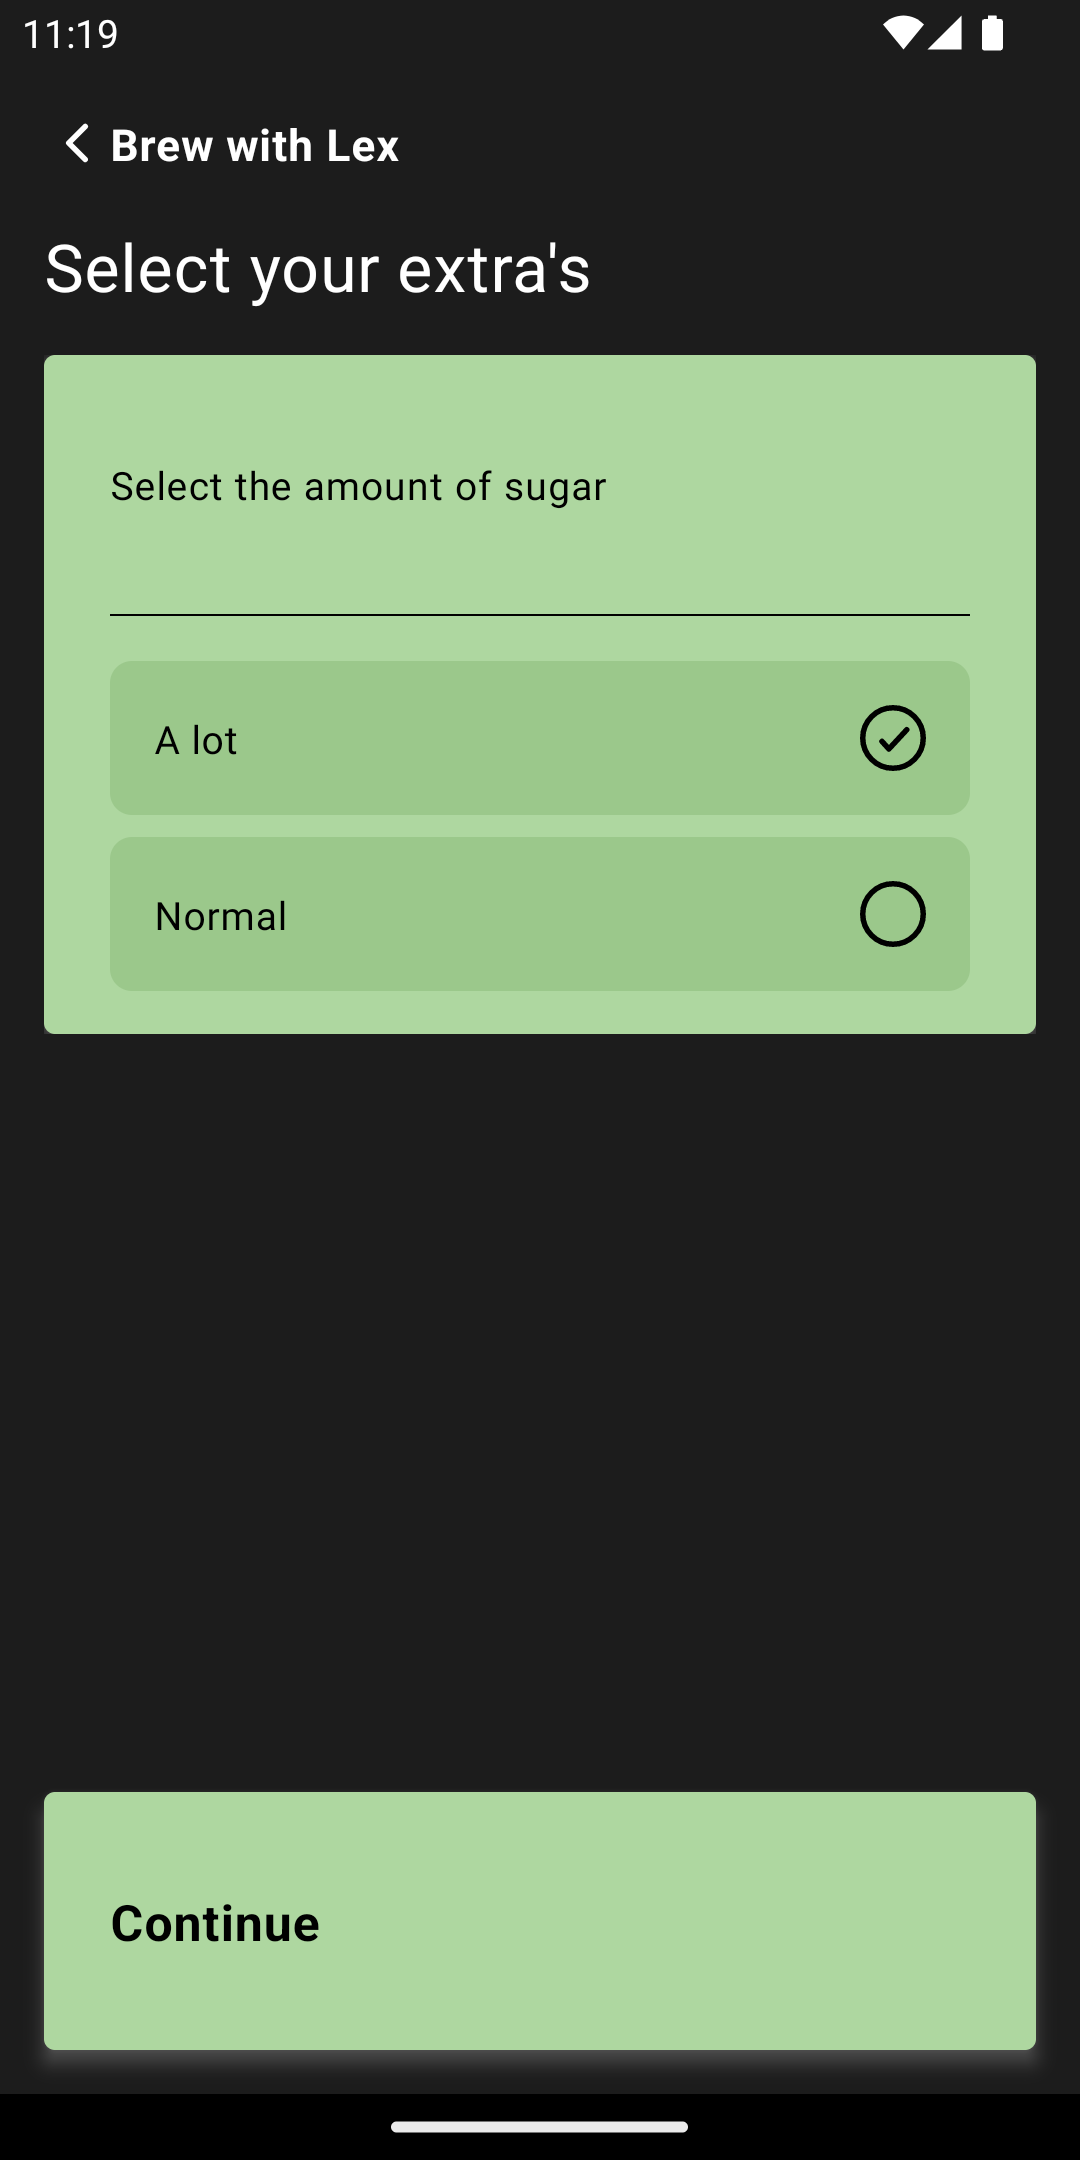 11:19
Brew with Lex
Select your extra's
Select the amount of sugar
A lot
Normal
Continue